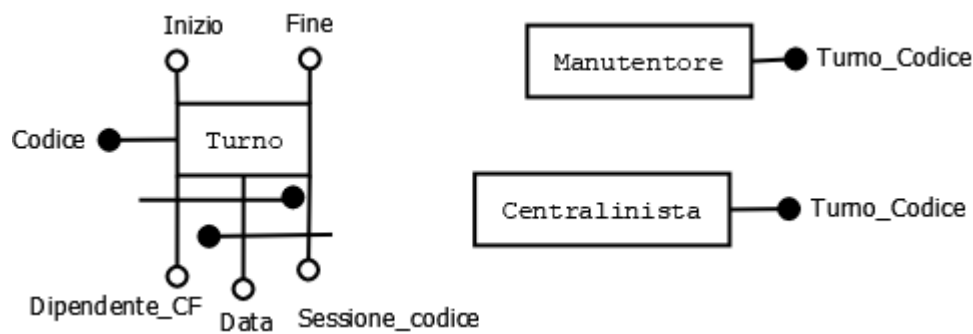 Inizio
Fine
Manutentore
Turno_Codice
Codice
Turno
Centralinista
Turno_Codice
Dipendente_CF
Data
Sessione_codice